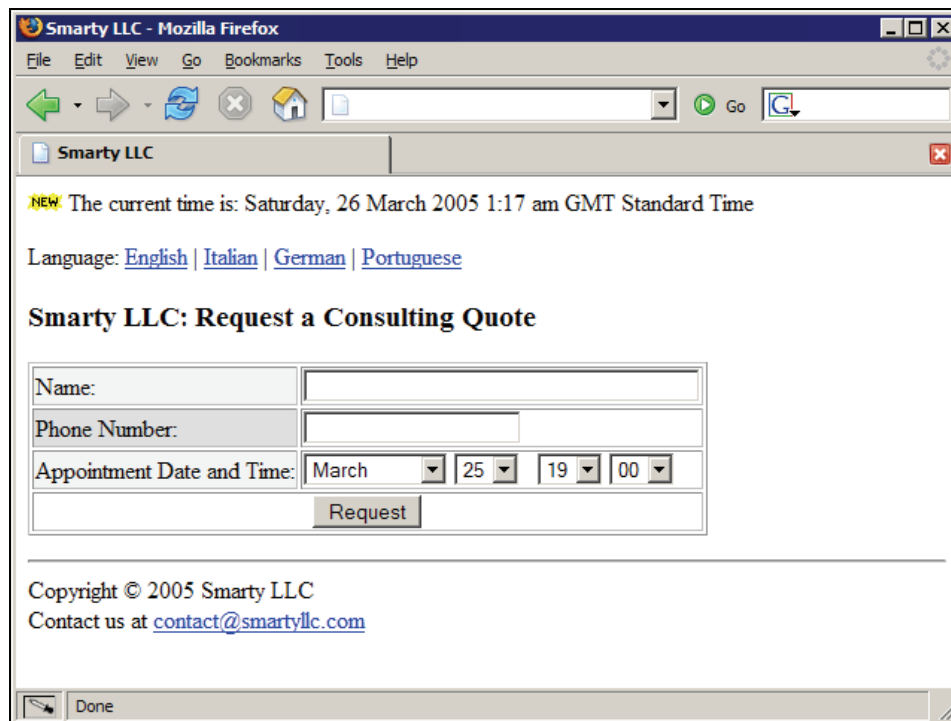 Smarty LLC - Mozilla Firefox
File Edit View Go Bookmarks Tools Help
Go G
Smarty LLC
NEW The current time is: Saturday, 26 March 2005 1:17 am GMT Standard Time
Language: English | Italian | German | Portuguese
Smarty LLC: Request a Consulting Quote
Name:
Phone Number:
Appointment Date and Time: March 25 19 00
Request
Copyright © 2005 Smarty LLC
Contact us at contact@smartyllc.com
Done